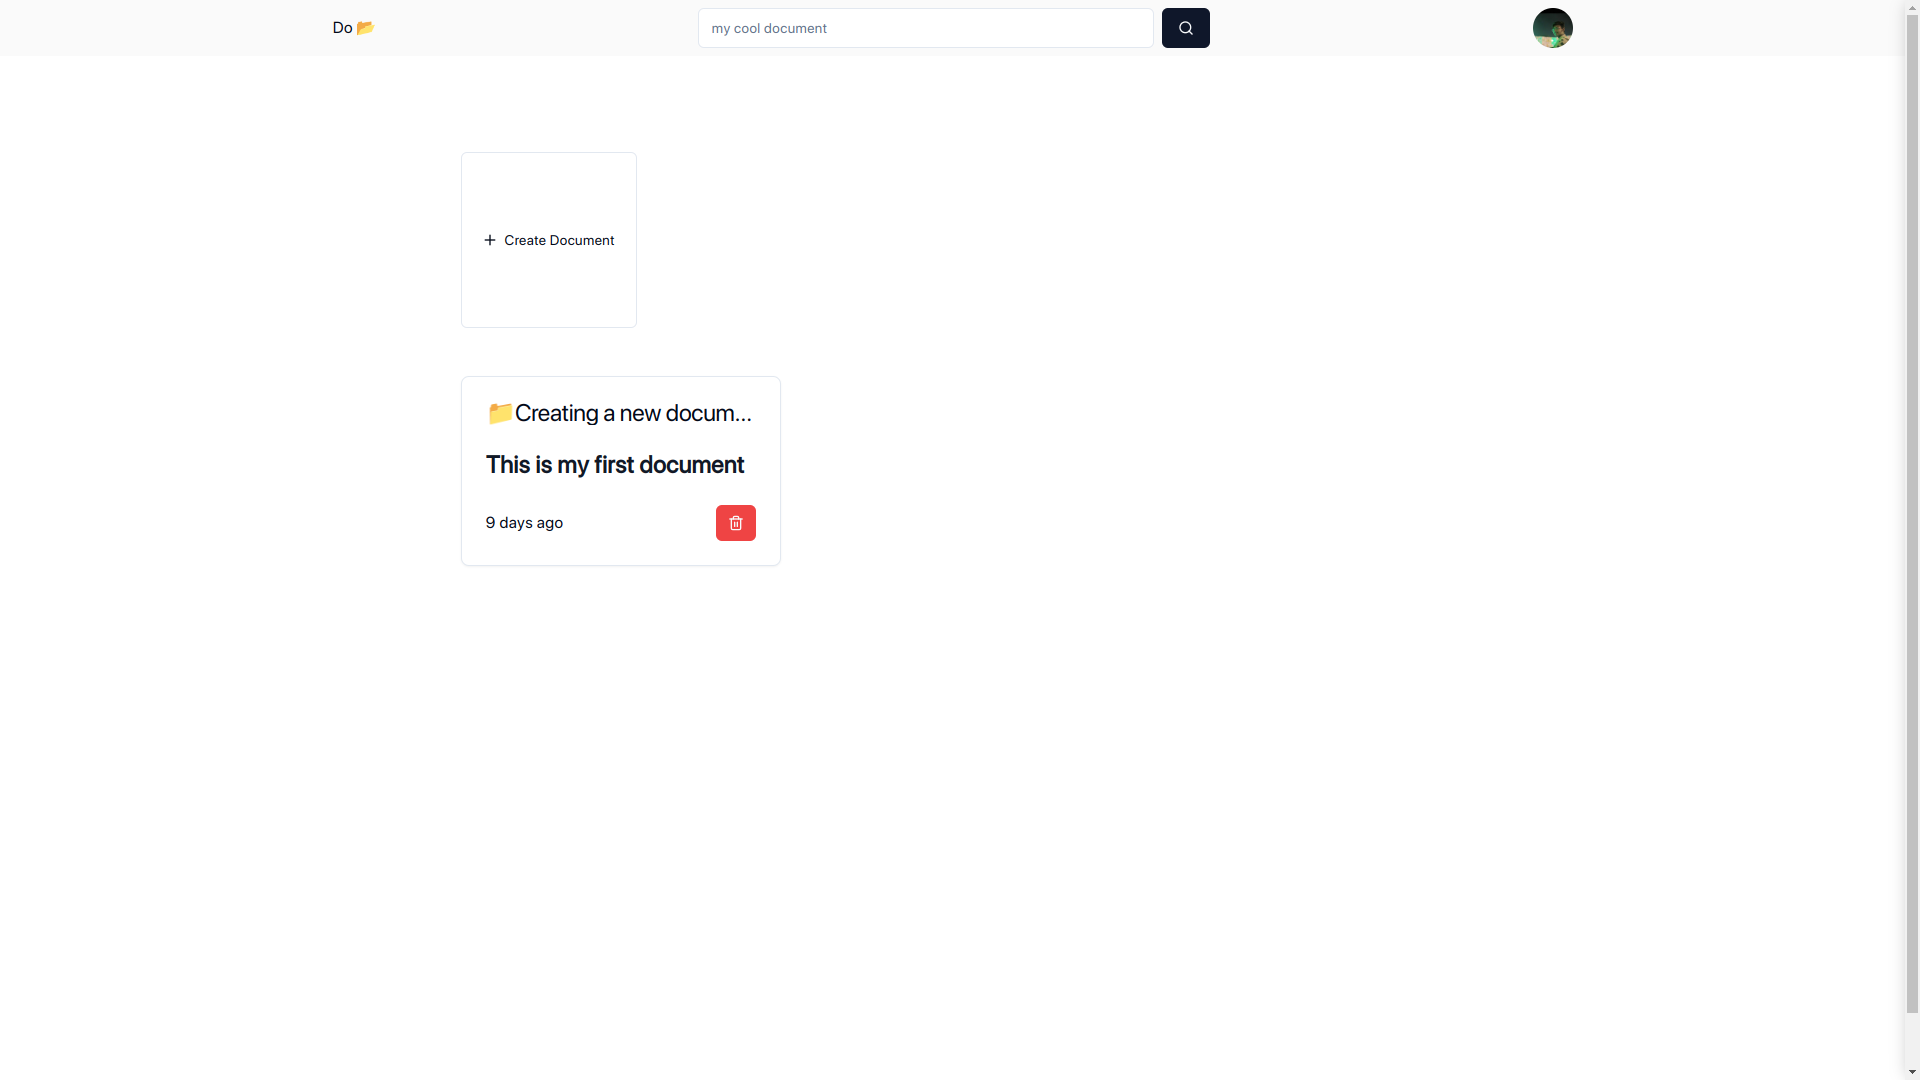 Do 📂
my cool document
Create Document
📁Creating a new docum...
This is my first document
9 days ago